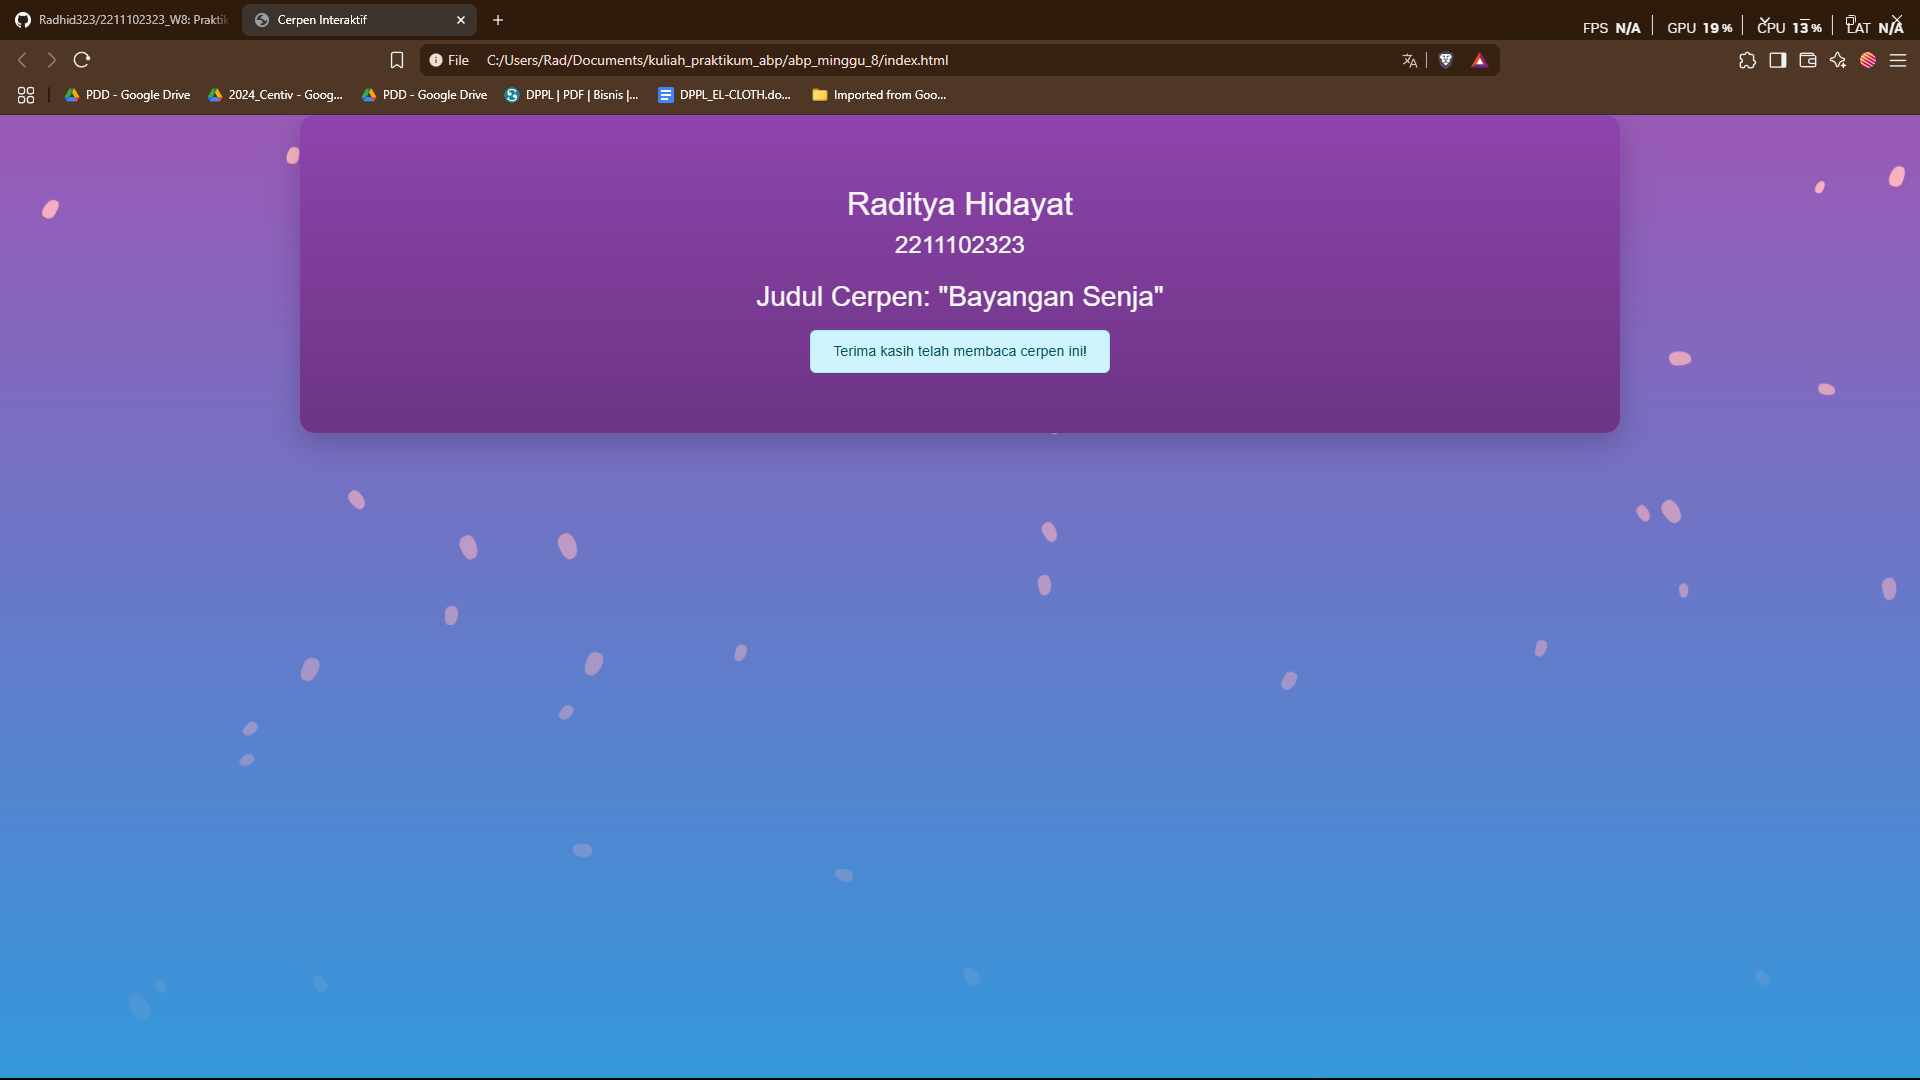 Radhid323/2211102323_W8: Praktik
Cerpen Interaktif
FPS N/A GPU 19 % CPU 13 % LAT N/A
File C:/Users/Rad/Documents/kuliah_praktikum_abp/abp_minggu_8/index.html
PDD - Google Drive 2024_Centiv - Goog... PDD - Google Drive DPPL | PDF | Bisnis |... DPPL_EL-CLOTH.do... Imported from Goo...
Raditya Hidayat
2211102323
Judul Cerpen: "Bayangan Senja"
Terima kasih telah membaca cerpen ini!